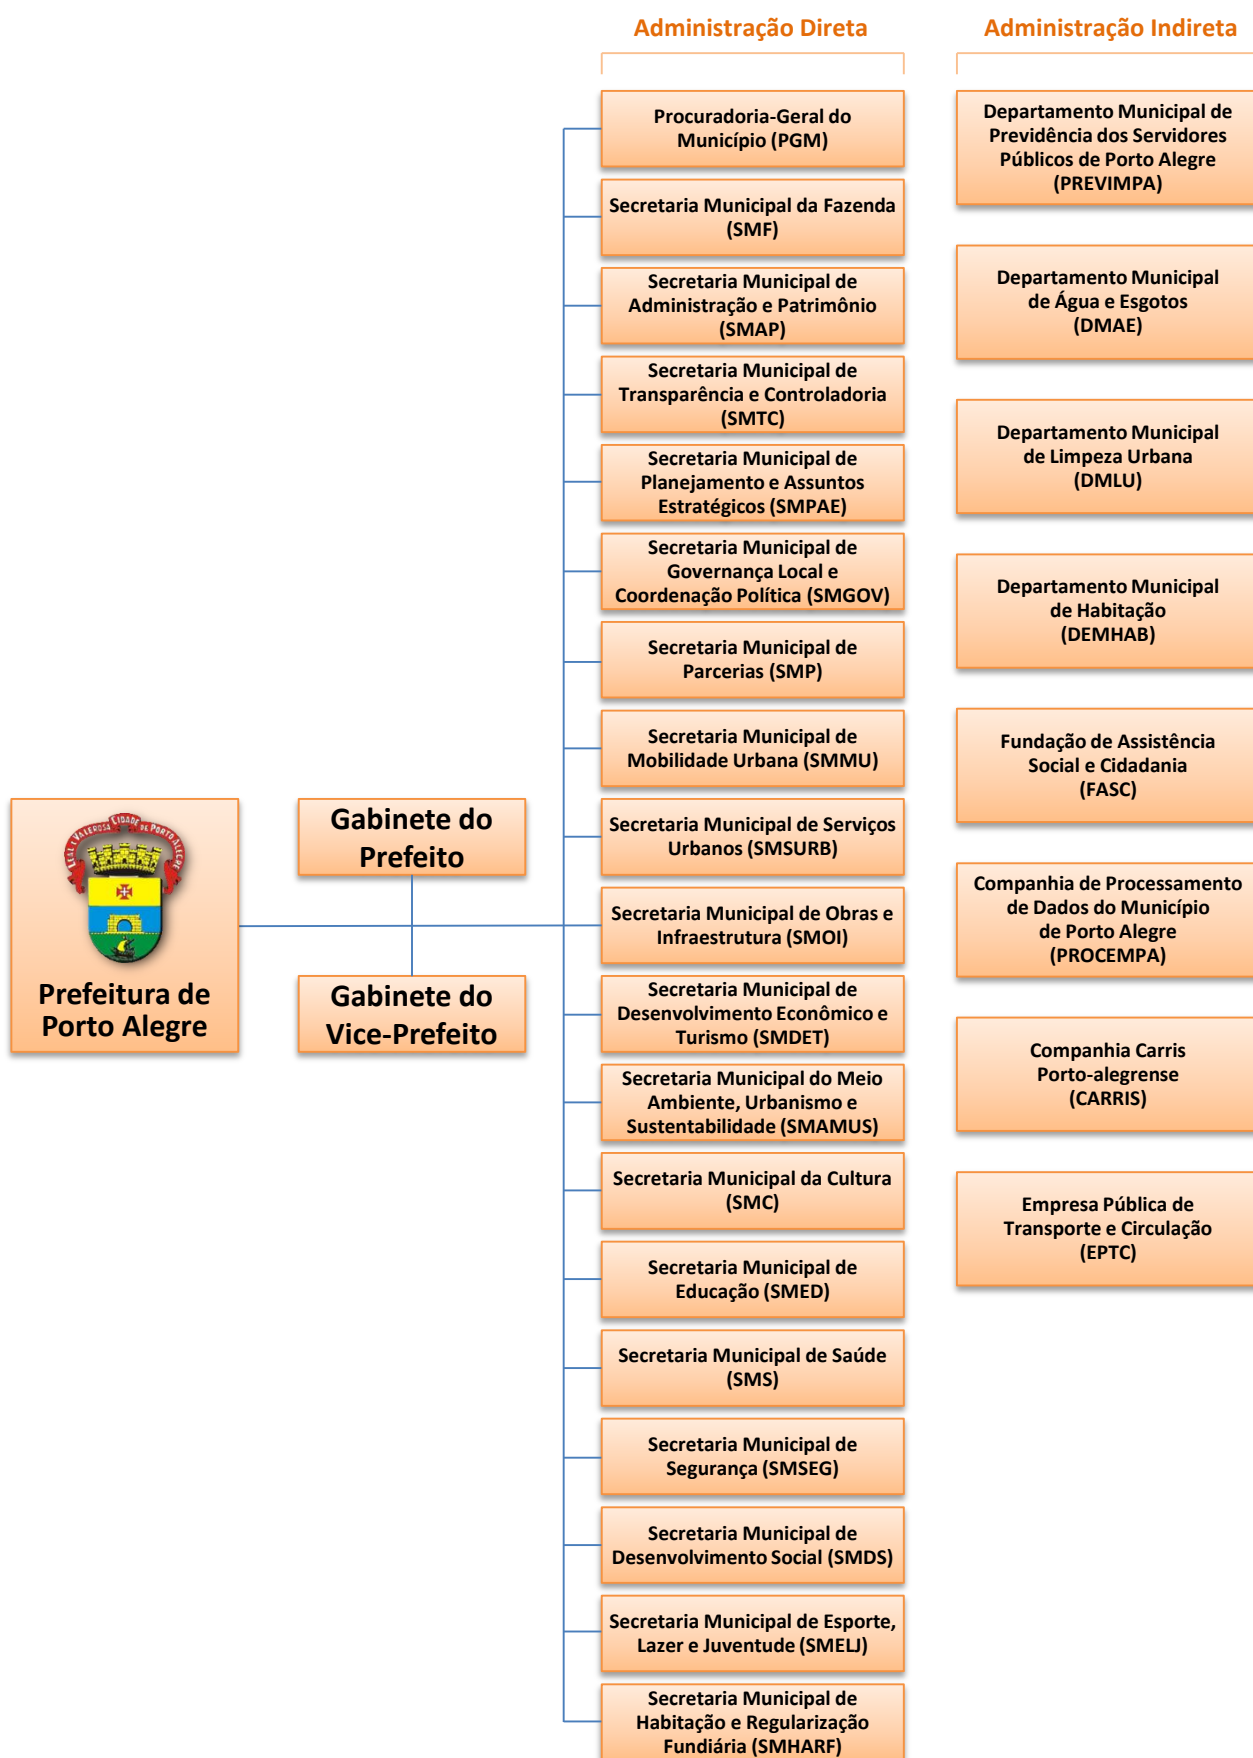 Administração Direta
Administração Indireta
REAL E VALEROSA CIDADE DE PORTO ALEGRE
Prefeitura de
Porto Alegre
Gabinete do
Prefeito
Gabinete do
Vice-Prefeito
Procuradoria-Geral do
Município (PGM)
Secretaria Municipal da Fazenda
(SMF)
Secretaria Municipal de
Administração e Patrimônio
(SMAP)
Secretaria Municipal de
Transparência e Controladoria
(SMTC)
Secretaria Municipal de
Planejamento e Assuntos
Estratégicos (SMPAE)
Secretaria Municipal de
Governança Local e
Coordenação Política (SMGOV)
Secretaria Municipal de
Parcerias (SMP)
Secretaria Municipal de
Mobilidade Urbana (SMMU)
Secretaria Municipal de Serviços
Urbanos (SMSURB)
Secretaria Municipal de Obras e
Infraestrutura (SMOI)
Secretaria Municipal de
Desenvolvimento Econômico e
Turismo (SMDET)
Secretaria Municipal do Meio
Ambiente, Urbanismo e
Sustentabilidade (SMAMUS)
Secretaria Municipal da Cultura
(SMC)
Secretaria Municipal de
Educação (SMED)
Secretaria Municipal de Saúde
(SMS)
Secretaria Municipal de
Segurança (SMSEG)
Secretaria Municipal de
Desenvolvimento Social (SMDS)
Secretaria Municipal de Esporte,
Lazer e Juventude (SMELJ)
Secretaria Municipal de
Habitação e Regularização
Fundiária (SMHARF)
Departamento Municipal de
Previdência dos Servidores
Públicos de Porto Alegre
(PREVIMPA)
Departamento Municipal
de Água e Esgotos
(DMAE)
Departamento Municipal
de Limpeza Urbana
(DMLU)
Departamento Municipal
de Habitação
(DEMHAB)
Fundação de Assistência
Social e Cidadania
(FASC)
Companhia de Processamento
de Dados do Município
de Porto Alegre
(PROCEMPA)
Companhia Carris
Porto-alegrense
(CARRIS)
Empresa Pública de
Transporte e Circulação
(EPTC)